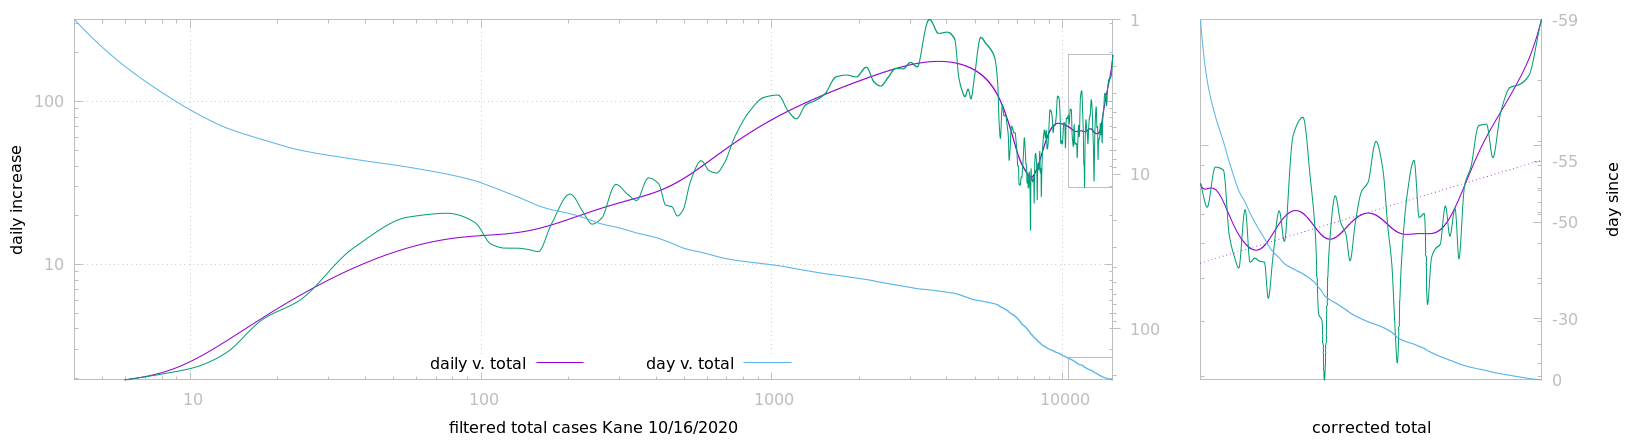 daily increase
100
10
daily v. total
day v. total
10
100
1000
10000
filtered total cases Kane 10/16/2020
1
10
100
-59
-55
-50
-30
0
day since
corrected total